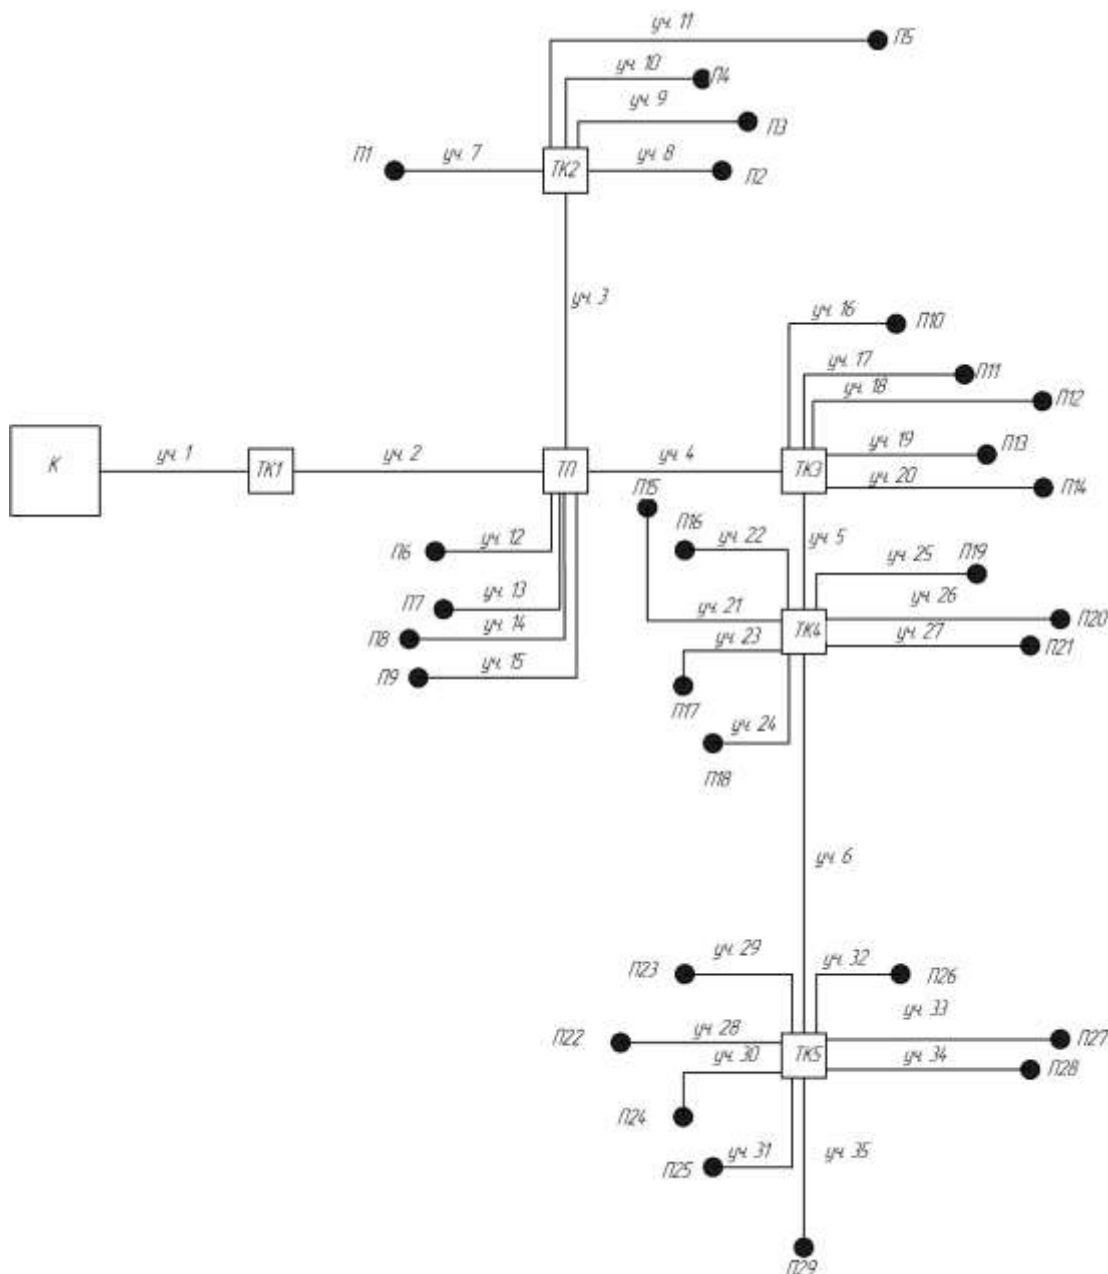 уч. 11
П5
уч. 10
П4
уч. 9
П3
П1
уч. 7
ТК2
уч. 8
П2
уч. 3
уч. 16
П10
уч. 17
П11
уч. 18
П12
К
уч. 1
ТК1
уч. 2
ТП
уч. 4
ТК3
уч. 19
П13
уч. 20
П14
П15
П16
уч. 22
уч. 5
П6
уч. 12
П7
уч. 13
П8
уч. 14
П9
уч. 15
уч. 25
П19
уч. 26
П20
уч. 21
ТК4
уч. 27
П21
уч. 23
П17
уч. 24
П18
уч. 6
П23
уч. 29
уч. 32
П26
уч. 33
П27
П22
уч. 28
ТК5
уч. 34
П28
уч. 30
П24
уч. 31
П25
уч. 35
П29